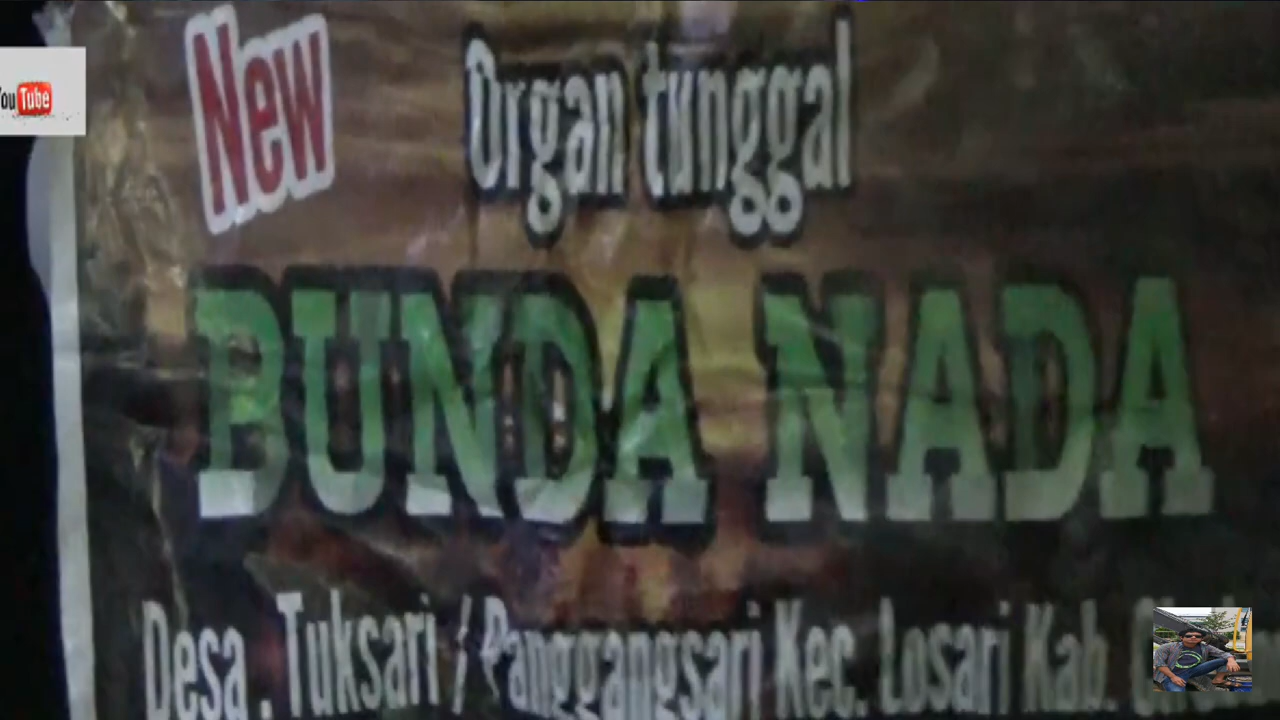 YouTube
New
Organ tunggal
BUNDA NADA
Desa . Tuksari / Panggangsari Kec. Losari Kab.